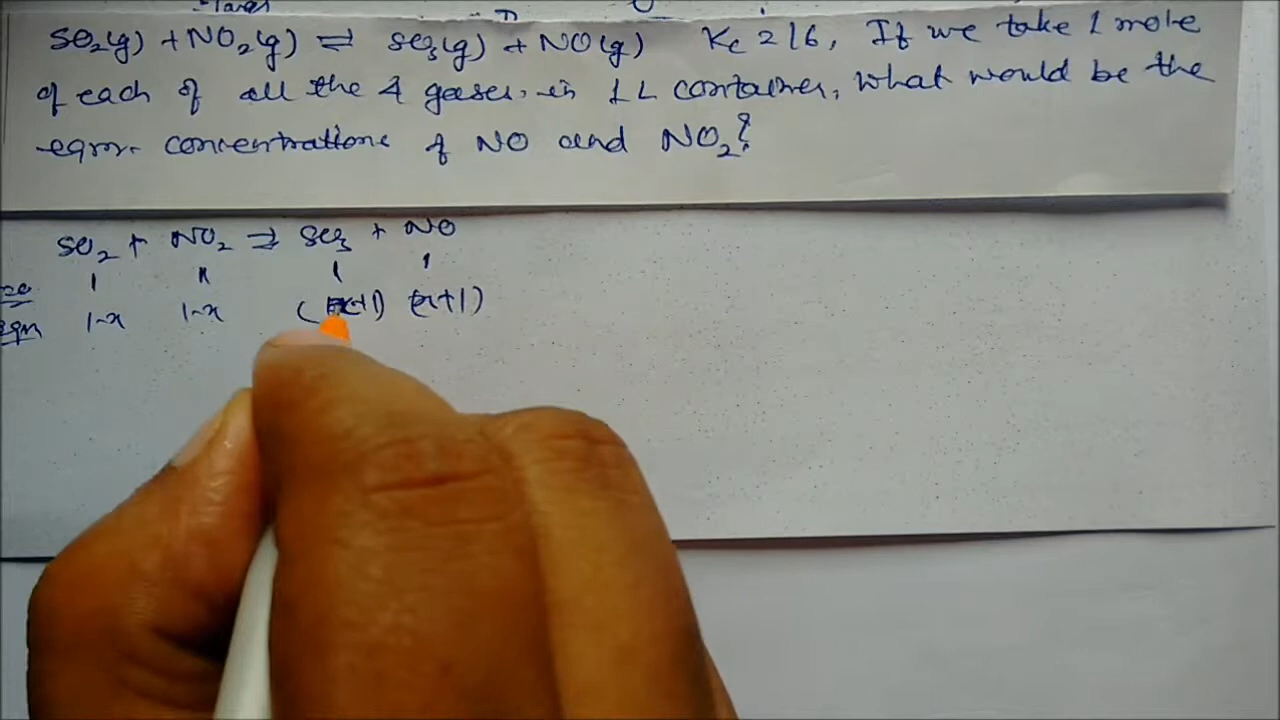 SO₂(g) + NO₂(g) ⇌ SO₃(g) + NO(g) Kc = 16, If we take 1 mole
of each of all the 4 gases. in 1L container, what would be the
eqm. concentrations of NO and NO₂?
SO₂ + NO₂ ⇌ SO₃ + NO
1 1 1 1
eqm 1-x 1-x (x+1) (x+1)